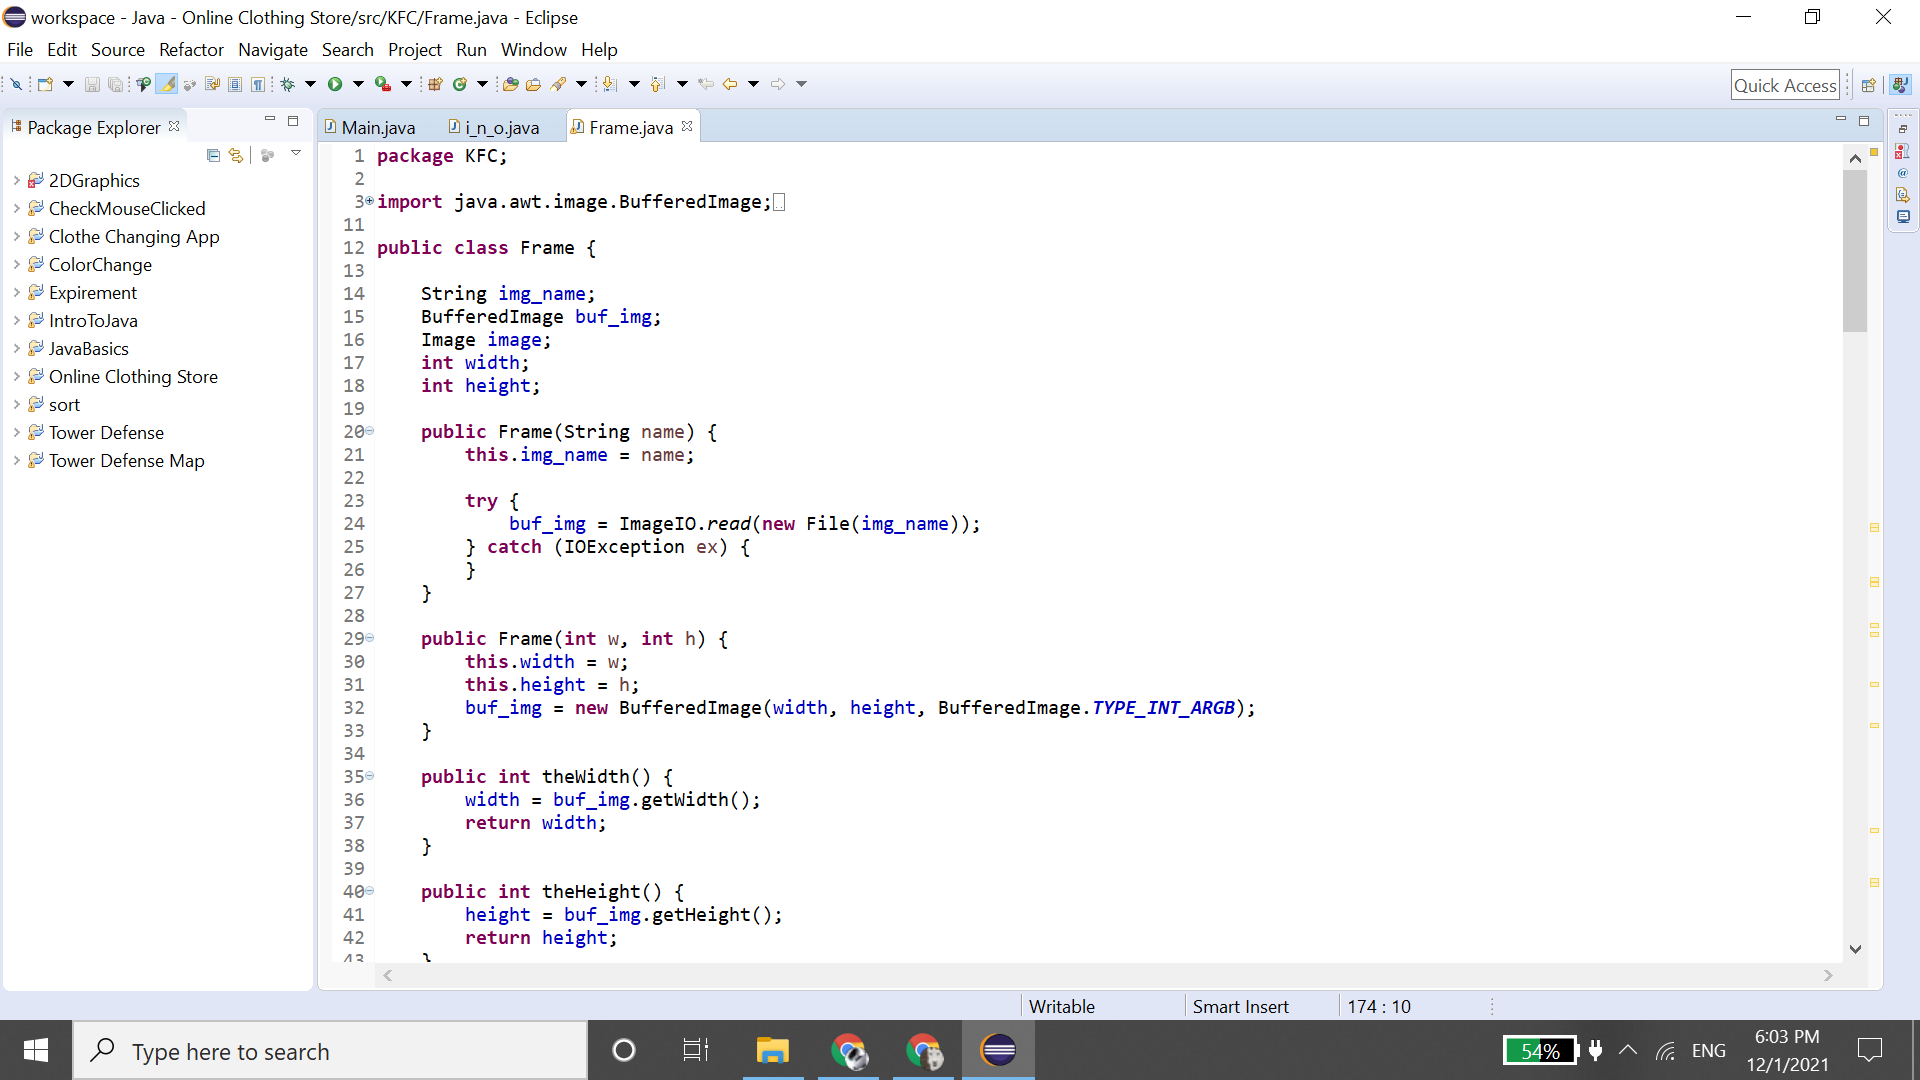 workspace - Java - Online Clothing Store/src/KFC/Frame.java - Eclipse
File Edit Source Refactor Navigate Search Project Run Window Help
Quick Access
Package Explorer
Main.java i_n_o.java Frame.java
2DGraphics
CheckMouseClicked
Clothe Changing App
ColorChange
Expirement
IntroToJava
JavaBasics
Online Clothing Store
sort
Tower Defense
Tower Defense Map
1 package KFC;
2
3 import java.awt.image.BufferedImage;
11
12 public class Frame {
13
14 String img_name;
15 BufferedImage buf_img;
16 Image image;
17 int width;
18 int height;
19
20 public Frame(String name) {
21 this.img_name = name;
22
23 try {
24 buf_img = ImageIO.read(new File(img_name));
25 } catch (IOException ex) {
26 }
27 }
28
29 public Frame(int w, int h) {
30 this.width = w;
31 this.height = h;
32 buf_img = new BufferedImage(width, height, BufferedImage.TYPE_INT_ARGB);
33 }
34
35 public int theWidth() {
36 width = buf_img.getWidth();
37 return width;
38 }
39
40 public int theHeight() {
41 height = buf_img.getHeight();
42 return height;
43 }
Writable Smart Insert 174 : 10
Type here to search
54%
ENG
6:03 PM
12/1/2021